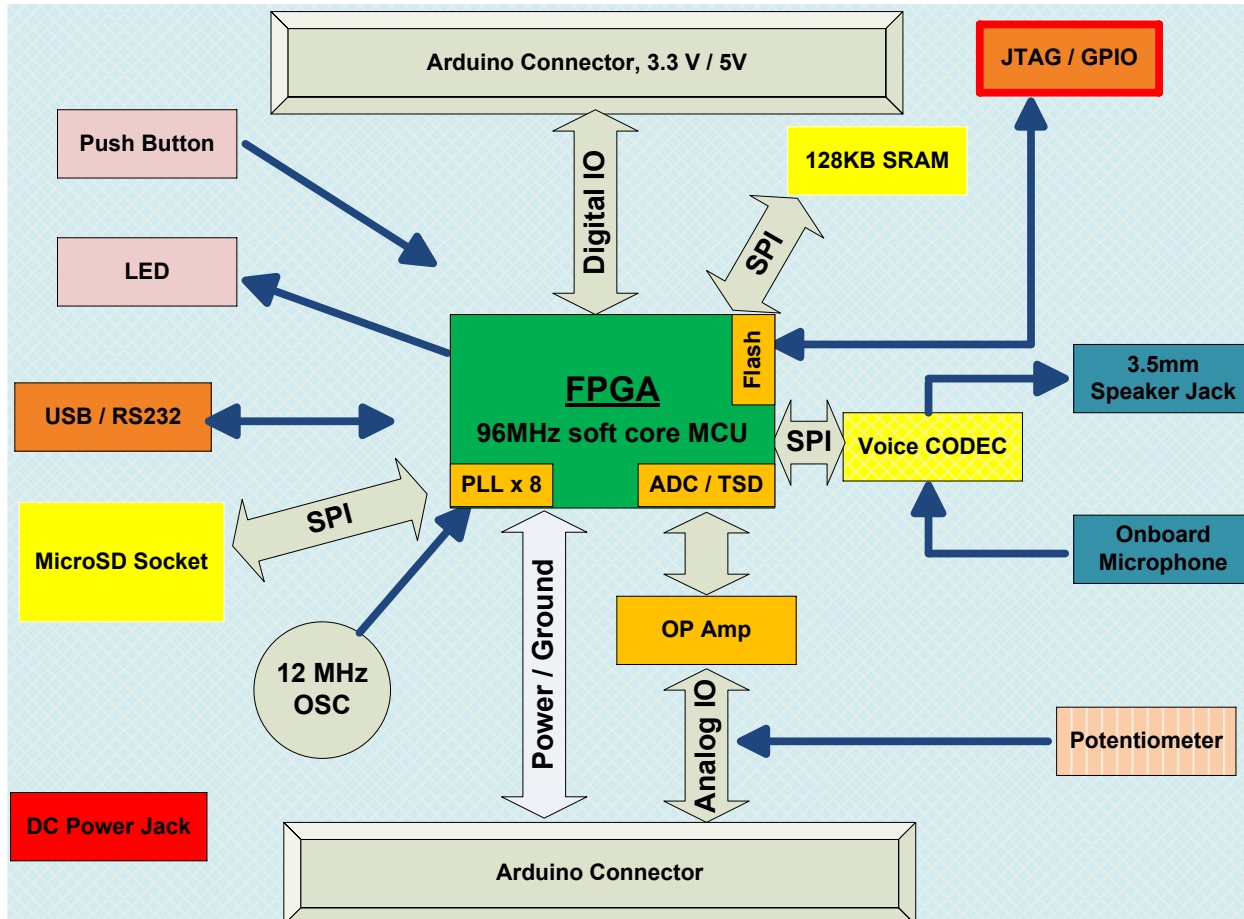 Arduino Connector, 3.3 V / 5V
JTAG / GPIO
Push Button
128KB SRAM
Digital IO
SPI
LED
FPGA
96MHz soft core MCU
Flash
3.5mm
Speaker Jack
USB / RS232
SPI
Voice CODEC
PLL x 8
ADC / TSD
SPI
MicroSD Socket
Onboard
Microphone
OP Amp
12 MHz
OSC
Power / Ground
Analog IO
Potentiometer
DC Power Jack
Arduino Connector